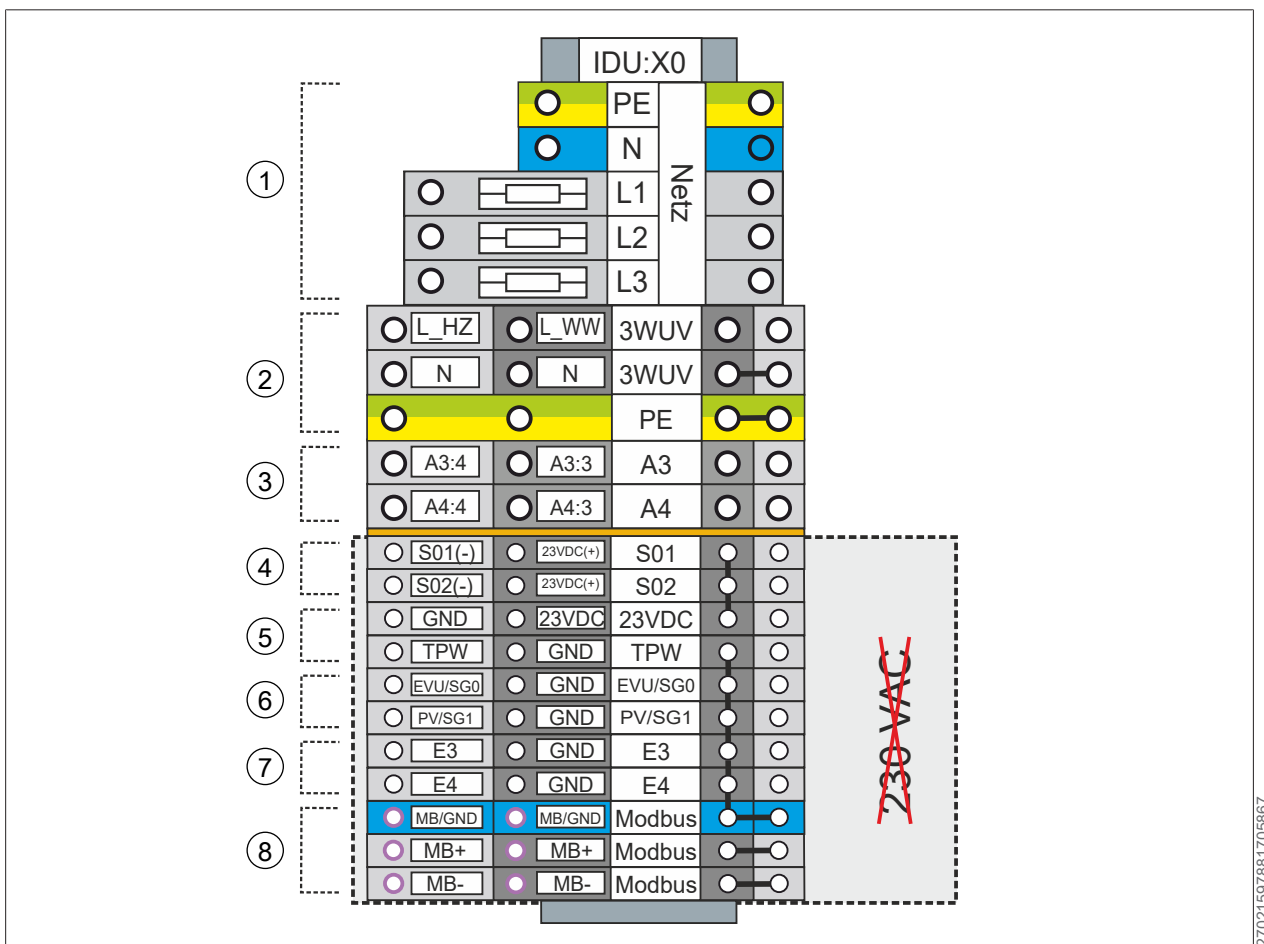 IDU:X0
PE
N
L1
L2
L3
Netz
1
L_HZ L_WW 3WUV
N N 3WUV
PE
2
A3:4 A3:3 A3
A4:4 A4:3 A4
3
S01(-) 23VDC(+) S01
S02(-) 23VDC(+) S02
4
GND 23VDC 23VDC
TPW GND TPW
5
EVU/SG0 GND EVU/SG0
PV/SG1 GND PV/SG1
6
E3 GND E3
E4 GND E4
7
MB/GND MB/GND Modbus
MB+ MB+ Modbus
MB- MB- Modbus
8
230 VAC
27021597881705867